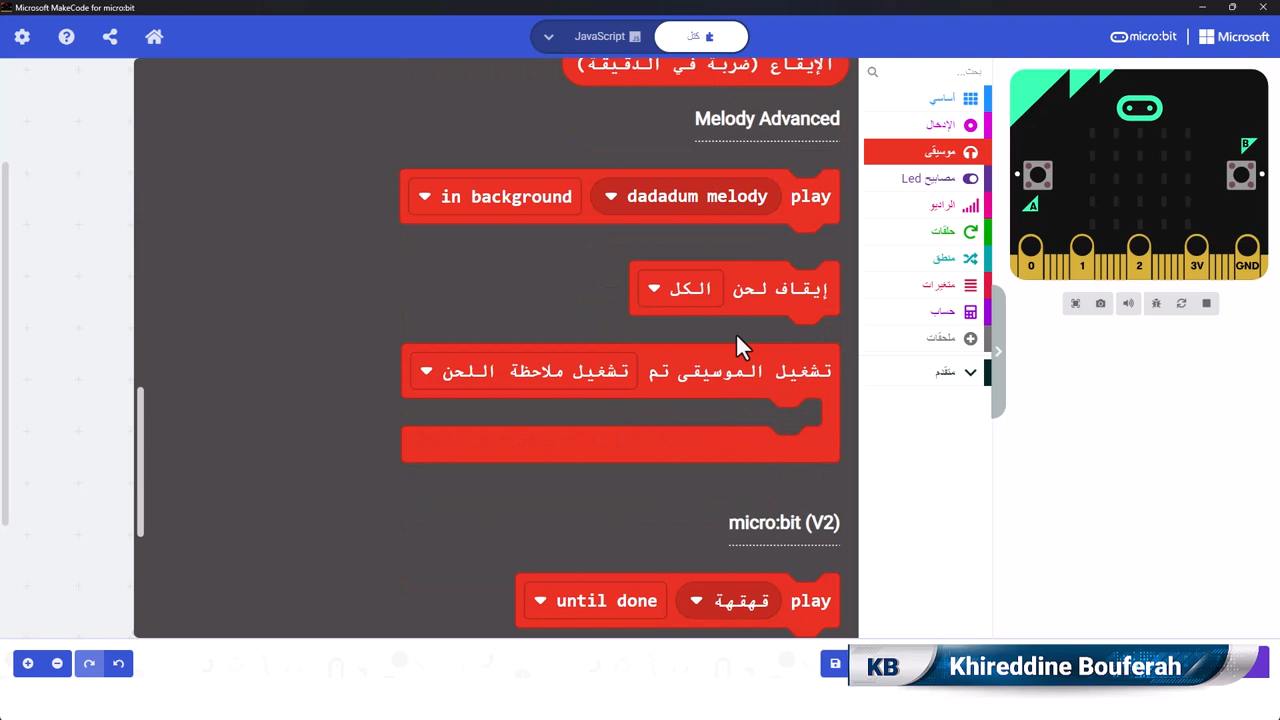 Microsoft MakeCode for micro:bit
JavaScript
كتل
micro:bit
Microsoft
الإيقاع (ضربة في الدقيقة)
Melody Advanced
play dadadum melody in background
إيقاف لحن الكل
تشغيل الموسيقى تم تشغيل ملاحظة اللحن
micro:bit (V2)
play قهقهة until done
بحث...
أساسي
الإدخال
موسيقى
مصابيح Led
الراديو
حلقات
منطق
متغيرات
حساب
ملحقات
متقدم
B
A
0 1 2 3V GND
KB Khireddine Bouferah